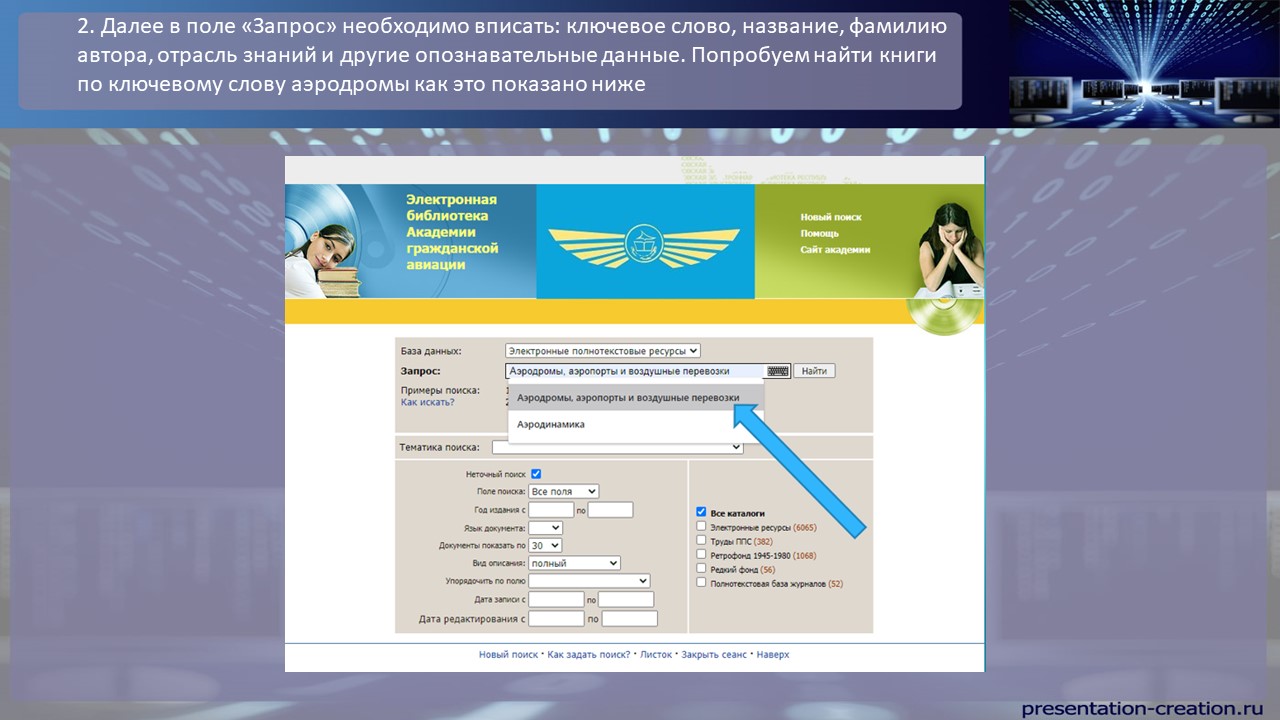 2. Далее в поле «Запрос» необходимо вписать: ключевое слово, название, фамилию
автора, отрасль знаний и другие опознавательные данные. Попробуем найти книги
по ключевому слову аэродромы как это показано ниже
Электронная
библиотека
Академии
гражданской
авиации
Новый поиск
Помощь
Сайт академии
База данных: Электронные полнотекстовые ресурсы
Запрос: Аэродромы, аэропорты и воздушные перевозки Найти
Примеры поиска:
Как искать?
Аэродромы, аэропорты и воздушные перевозки
Аэродинамика
Тематика поиска:
Неточный поиск
Поле поиска: Все поля
Год издания с по
Язык документа:
Документы показать по 30
Вид описания: полный
Упорядочить по полю
Дата записи с по
Дата редактирования с по
Все каталоги
Электронные ресурсы (6065)
Труды ППС (382)
Ретрофонд 1945-1980 (1068)
Редкий фонд (56)
Полнотекстовая база журналов (52)
Новый поиск • Как задать поиск? • Листок • Закрыть сеанс • Наверх
presentation-creation.ru